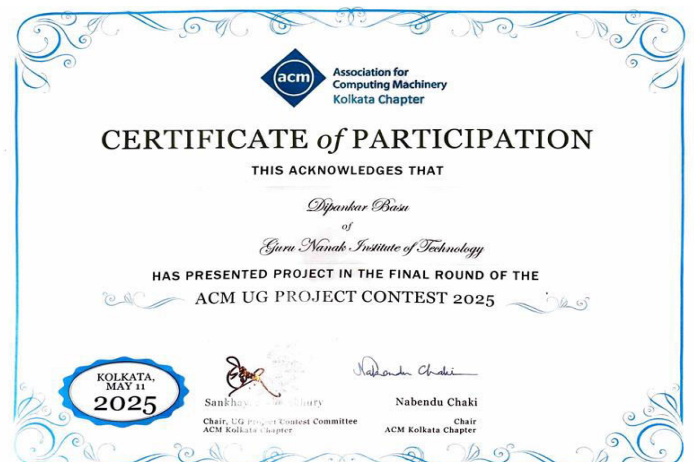 acm
Association for
Computing Machinery
Kolkata Chapter
CERTIFICATE of PARTICIPATION
THIS ACKNOWLEDGES THAT
Dipankar Basu
of
Guru Nanak Institute of Technology
HAS PRESENTED PROJECT IN THE FINAL ROUND OF THE
ACM UG PROJECT CONTEST 2025
KOLKATA,
MAY 11
2025
Nabendu Chaki
Nabendu Chaki
Chair, UG Project Contest Committee
ACM Kolkata Chapter
Chair
ACM Kolkata Chapter